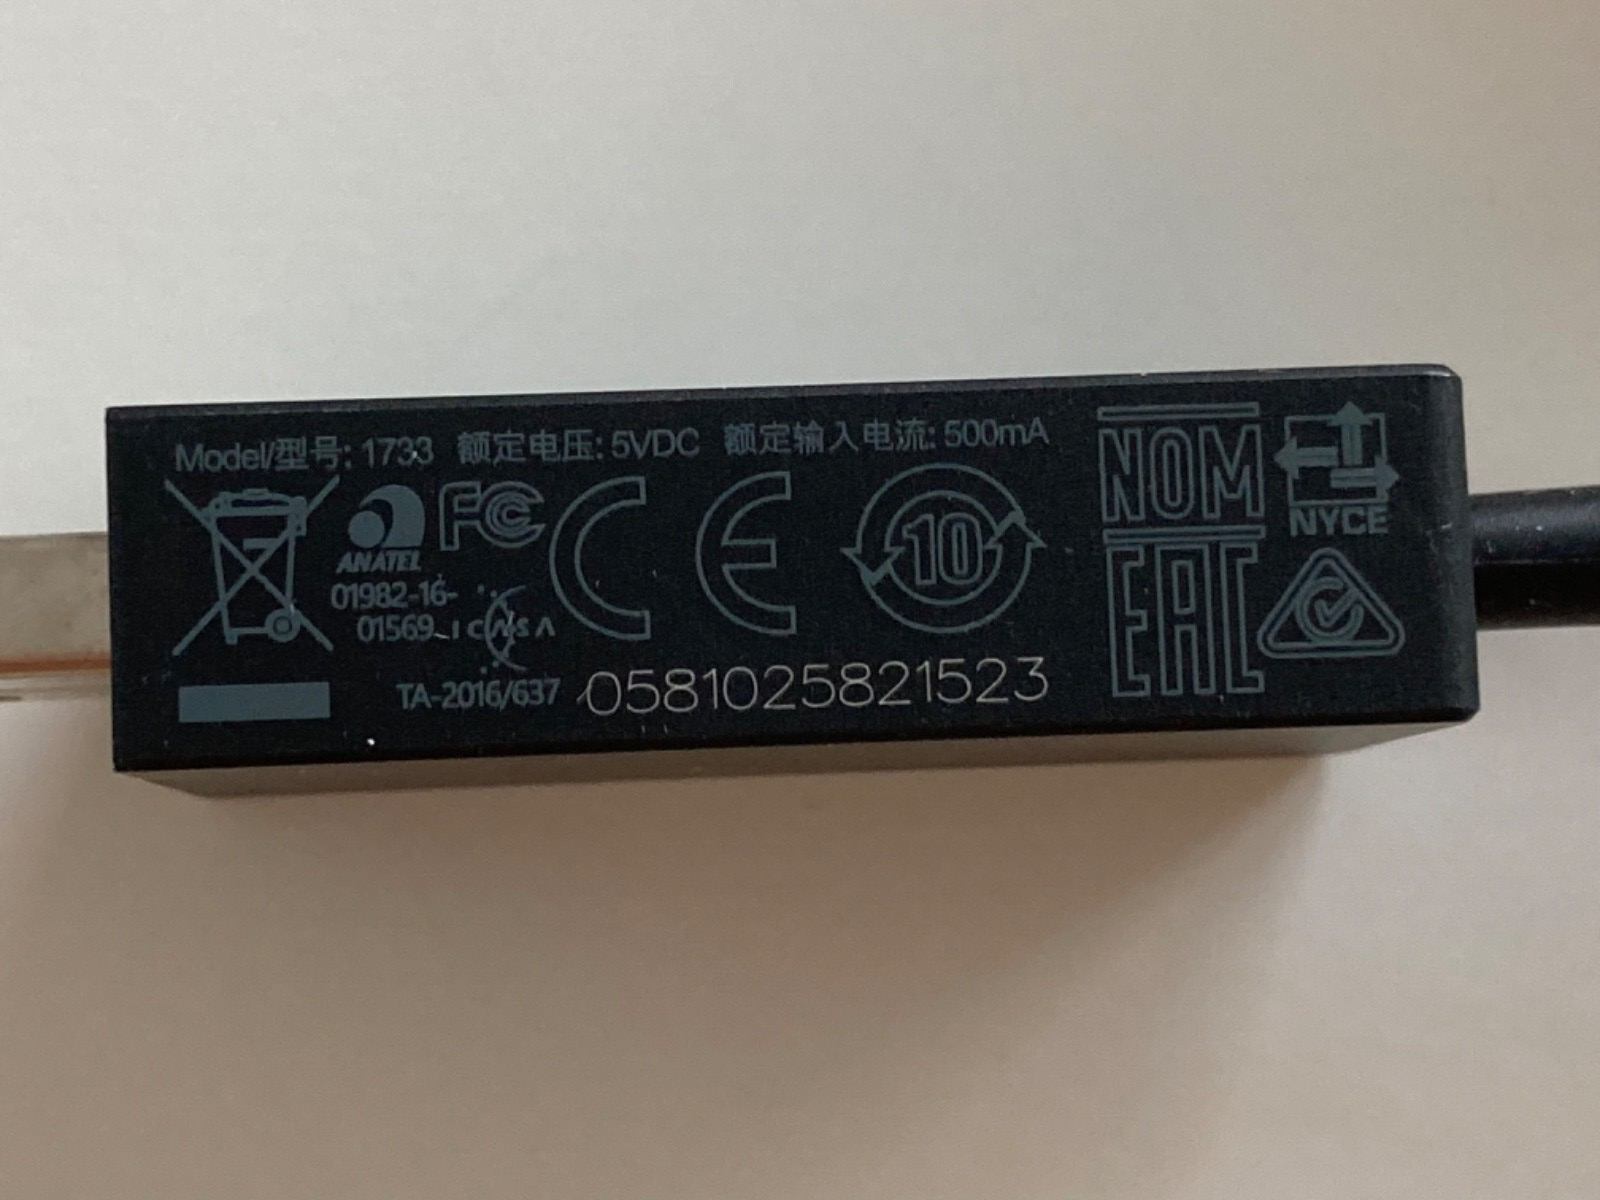 Model/型号: 1733 额定电压: 5VDC 额定输入电流: 500mA
ANATEL
01982-16-
01569
FC
ICASA
TA-2016/637
CE
10
0581025821523
NOM
NYCE
EAC